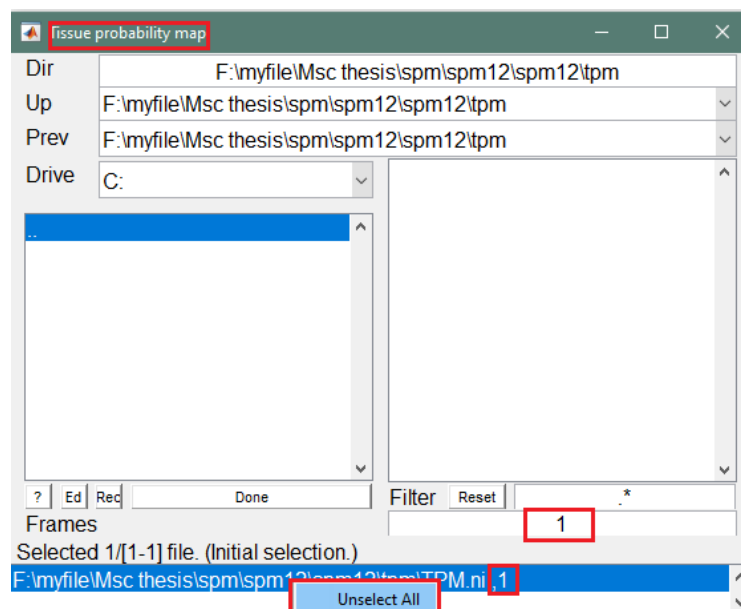 Tissue probability map
Dir F:\myfile\Msc thesis\spm\spm12\spm12\tpm
Up F:\myfile\Msc thesis\spm\spm12\spm12\tpm
Prev F:\myfile\Msc thesis\spm\spm12\spm12\tpm
Drive C:
..
? Ed Rec Done Filter Reset .*
Frames 1
Selected 1/[1-1] file. (Initial selection.)
F:\myfile\Msc thesis\spm\spm12\spm12\tpm\TPM.ni ,1
Unselect All